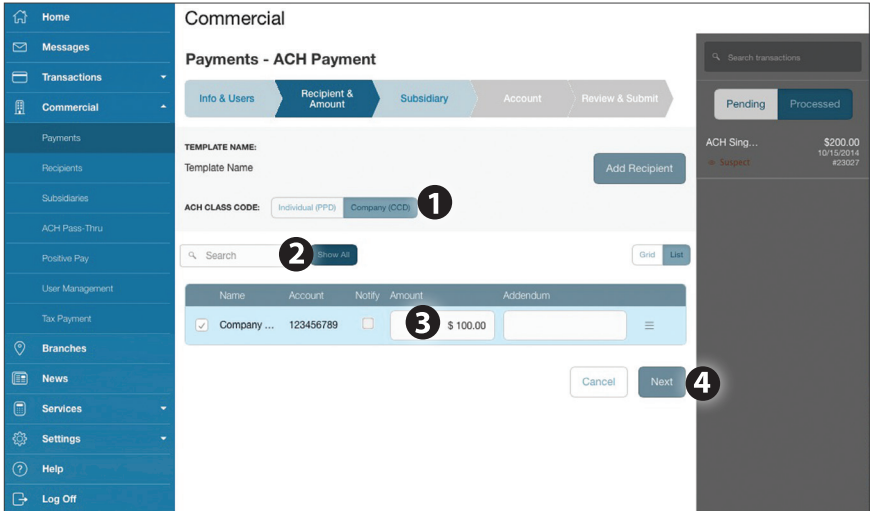 Home
Messages
Transactions
Commercial
Payments
Recipients
Subsidiaries
ACH Pass-Thru
Positive Pay
User Management
Tax Payment
Branches
News
Services
Settings
Help
Log Off
Commercial
Payments - ACH Payment
Info & Users
Recipient &
Amount
Subsidiary
Account
Review & Submit
TEMPLATE NAME:
Template Name
Add Recipient
ACH CLASS CODE: Individual (PPD) Company (CCD) 1
Search 2 Show All Grid List
Name Account Notify Amount Addendum
Company ... 123456789 3 $ 100.00
Cancel Next 4
Search transactions
Pending Processed
ACH Sing... $200.00
10/15/2014
Suspect #23027